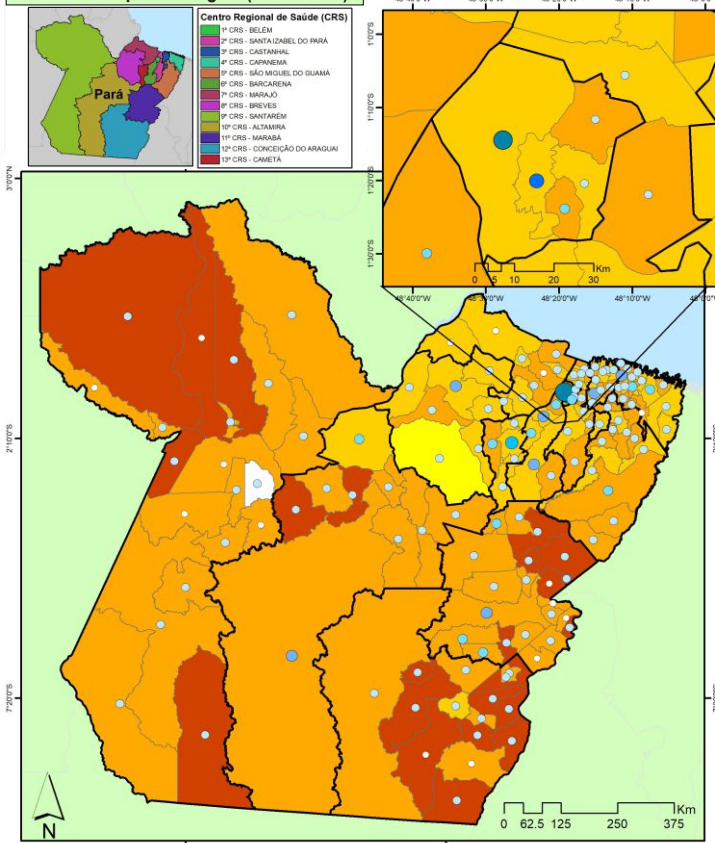 Centro Regional de Saúde (CRS)
1º CRS - BELÉM
2º CRS - SANTA IZABEL DO PARÁ
3º CRS - CASTANHAL
4º CRS - CAPANEMA
5º CRS - SÃO MIGUEL DO GUAMÁ
6º CRS - BARCARENA
7º CRS - MARAJÓ
8º CRS - BREVES
9º CRS - SANTARÉM
10º CRS - ALTAMIRA
11º CRS - MARABÁ
12º CRS - CONCEIÇÃO DO ARAGUAI
13º CRS - CAMETÁ
Pará
1°0'0"S
1°10'0"S
1°20'0"S
1°30'0"S
0 5 10 20 30 Km
48°40'0"W 48°30'0"W 48°20'0"W 48°10'0"W
3°0'0"N
2°10'0"S
7°20'0"S
N
0 62.5 125 250 375 Km